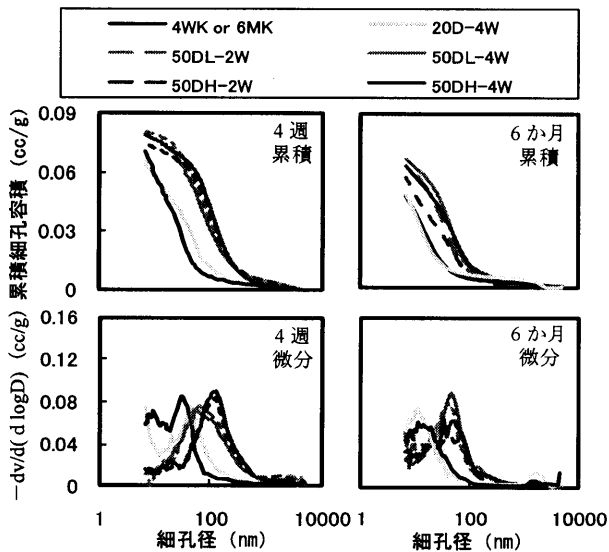 4WK or 6MK
20D-4W
50DL-2W
50DL-4W
50DH-2W
50DH-4W
累積細孔容積 (cc/g)
0.09
0.06
0.03
0
4週
累積
6か月
累積
−dv/d(d logD) (cc/g)
0.16
0.12
0.08
0.04
0
4週
微分
6か月
微分
1
100
10000
1
100
10000
細孔径 (nm)
細孔径 (nm)